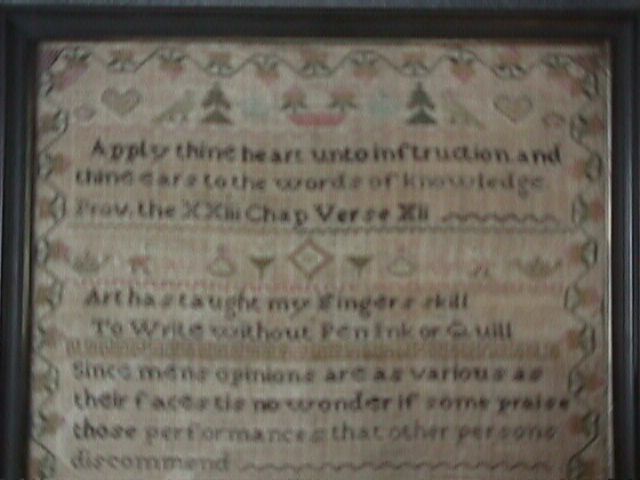 Apply thine heart unto inſtruction and
thine ears to the words of knowledge
Prov. the XXiii Chap Verse Xii
Art has taught my Fingers skill
To Write without Pen Ink or Quill
Since mens opinions are as various as
their faces tis no wonder if some praise
those performances that other persons
discommend